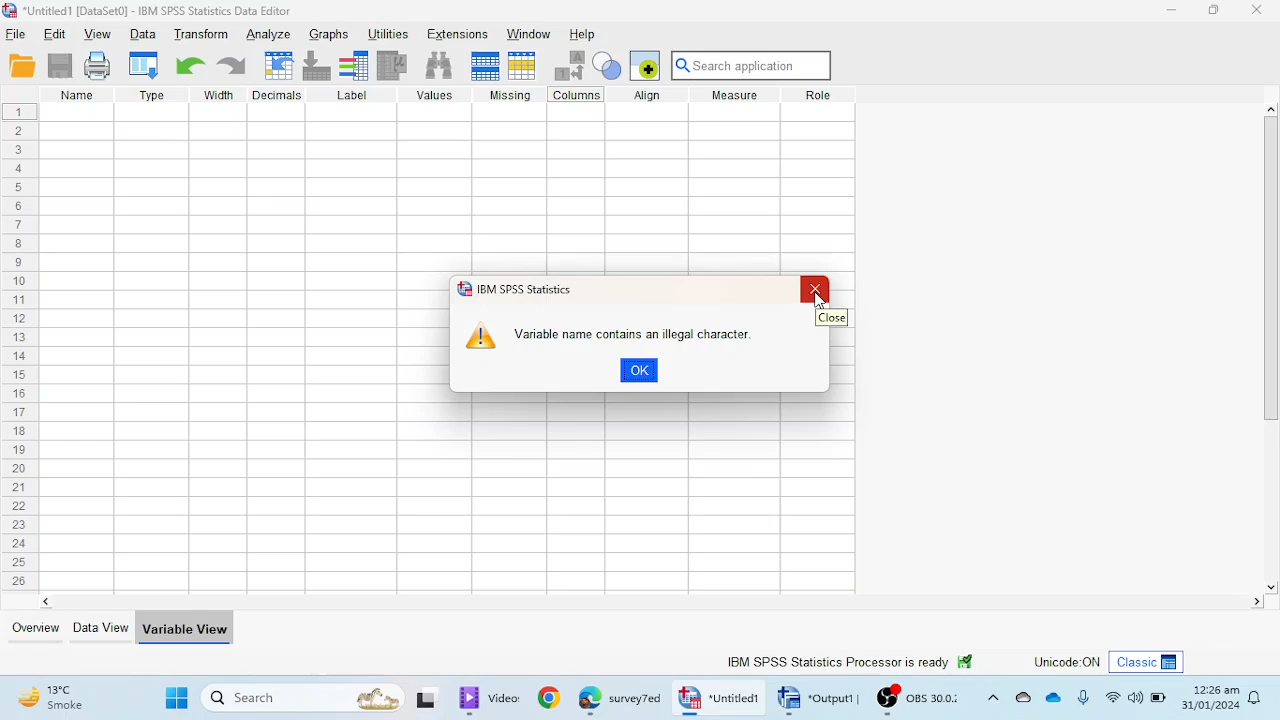 *Untitled1 [DataSet0] - IBM SPSS Statistics Data Editor
File Edit View Data Transform Analyze Graphs Utilities Extensions Window Help
Search application
Name Type Width Decimals Label Values Missing Columns Align Measure Role
1
2
3
4
5
6
7
8
9
10
11
12
13
14
15
16
17
18
19
20
21
22
23
24
25
26
IBM SPSS Statistics
Close
Variable name contains an illegal character.
OK
Overview Data View Variable View
IBM SPSS Statistics Processor is ready Unicode:ON Classic
13°C
Smoke
Search
Video:
survey7ed
*Untitled1
*Output1
OBS 30.0.2
12:26 am
31/01/2024